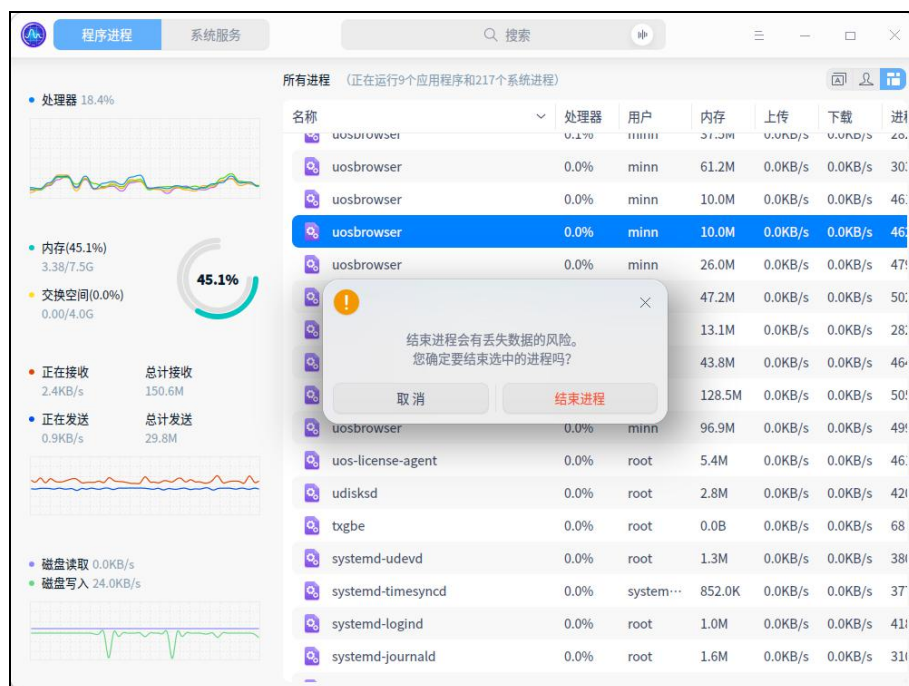 程序进程 系统服务 搜索
所有进程 （正在运行9个应用程序和217个系统进程）
处理器 18.4%
内存(45.1%)
3.38/7.5G
交换空间(0.0%)
0.00/4.0G
45.1%
正在接收 总计接收
2.4KB/s 150.6M
正在发送 总计发送
0.9KB/s 29.8M
磁盘读取 0.0KB/s
磁盘写入 24.0KB/s
名称 处理器 用户 内存 上传 下载
uosbrowser 0.1% minn 37.5M 0.0KB/s 0.0KB/s
uosbrowser 0.0% minn 61.2M 0.0KB/s 0.0KB/s
uosbrowser 0.0% minn 10.0M 0.0KB/s 0.0KB/s
uosbrowser 0.0% minn 10.0M 0.0KB/s 0.0KB/s
uosbrowser 0.0% minn 26.0M 0.0KB/s 0.0KB/s
47.2M 0.0KB/s 0.0KB/s
13.1M 0.0KB/s 0.0KB/s
43.8M 0.0KB/s 0.0KB/s
128.5M 0.0KB/s 0.0KB/s
uosbrowser 0.0% minn 96.9M 0.0KB/s 0.0KB/s
uos-license-agent 0.0% root 5.4M 0.0KB/s 0.0KB/s
udisksd 0.0% root 2.8M 0.0KB/s 0.0KB/s
txgbe 0.0% root 0.0B 0.0KB/s 0.0KB/s 68
systemd-udevd 0.0% root 1.3M 0.0KB/s 0.0KB/s
systemd-timesyncd 0.0% system··· 852.0K 0.0KB/s 0.0KB/s
systemd-logind 0.0% root 1.0M 0.0KB/s 0.0KB/s
systemd-journald 0.0% root 1.6M 0.0KB/s 0.0KB/s
结束进程会有丢失数据的风险。
您确定要结束选中的进程吗?
取消 结束进程